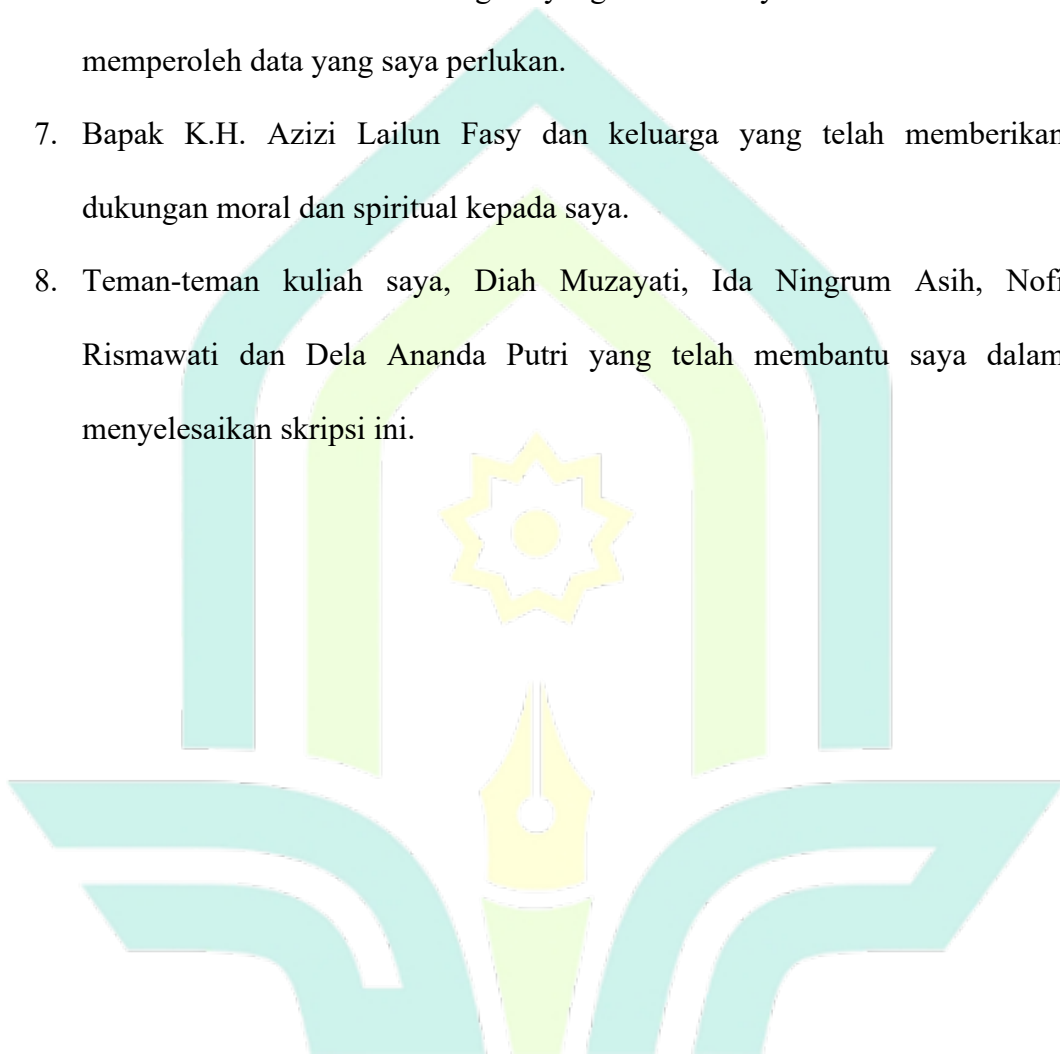 memperoleh data yang saya perlukan.
7. Bapak K.H. Azizi Lailun Fasy dan keluarga yang telah memberikan
dukungan moral dan spiritual kepada saya.
8. Teman-teman kuliah saya, Diah Muzayati, Ida Ningrum Asih, Nofi
Rismawati dan Dela Ananda Putri yang telah membantu saya dalam
menyelesaikan skripsi ini.